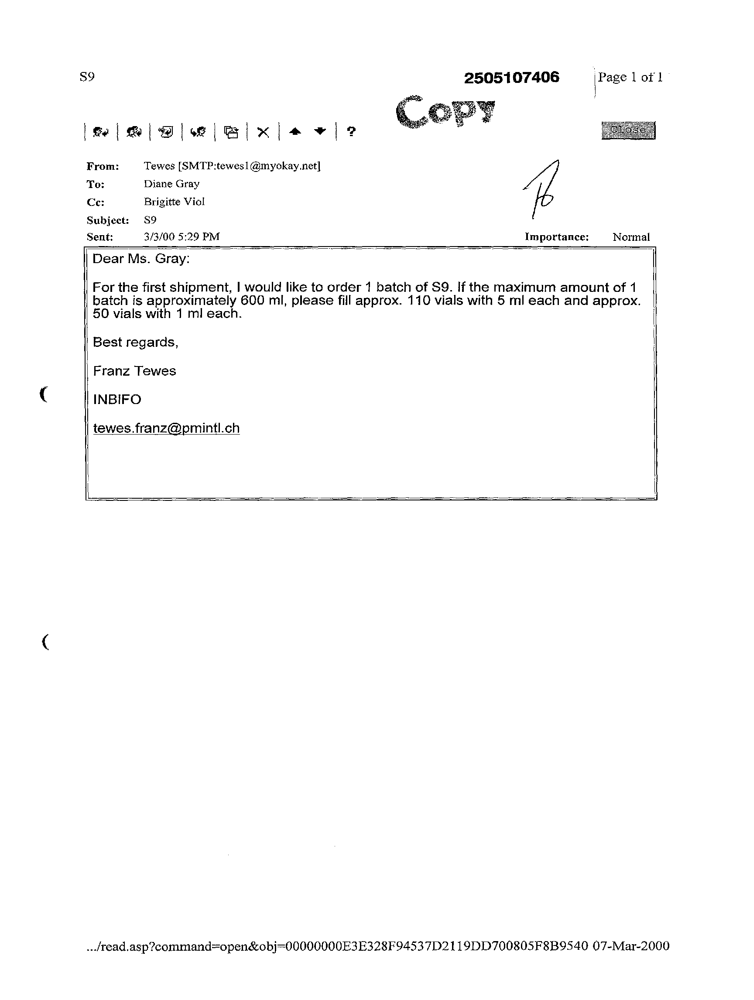 S9
2505107406
Page 1 of 1
Copy
Close
?
From: Tewes [SMTP:tewes1@myokay.net]
To: Diane Gray
Cc: Brigitte Viol
Subject: S9
Sent: 3/3/00 5:29 PM
Importance: Normal
Dear Ms. Gray:
For the first shipment, I would like to order 1 batch of S9. If the maximum amount of 1
batch is approximately 600 ml, please fill approx. 110 vials with 5 ml each and approx.
50 vials with 1 ml each.
Best regards,
Franz Tewes
INBIFO
tewes.franz@pmintl.ch
.../read.asp?command=open&obj=00000000E3E328F94537D2119DD700805F8B9540 07-Mar-2000